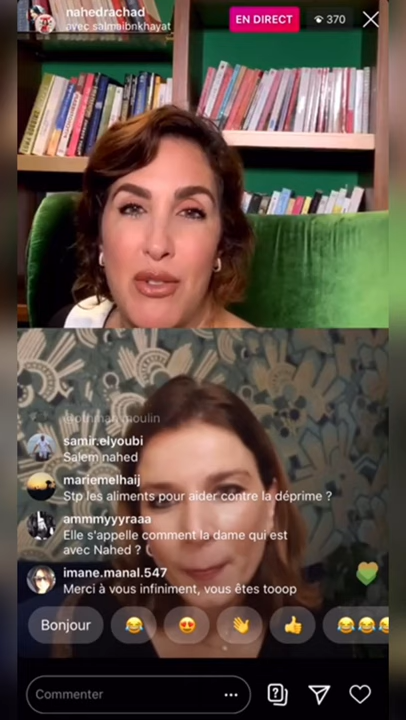 nahedrachad
avec salmaibnkhayat
EN DIRECT
370
samir.elyoubi
Salem nahed
mariemelhaij
Stp les aliments pour aider contre la déprime ?
ammmyyyraaa
Elle s'appelle comment la dame qui est
avec Nahed ?
imane.manal.547
Merci à vous infiniment, vous êtes tooop
Bonjour
Commenter